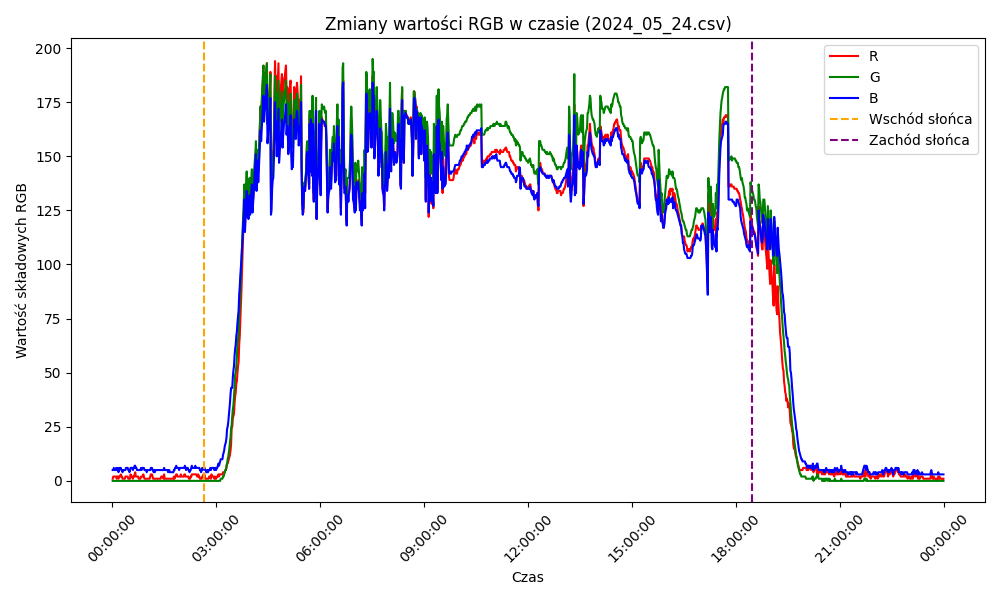 Zmiany wartości RGB w czasie (2024_05_24.csv)
R
G
B
Wschód słońca
Zachód słońca
Wartość składowych RGB
200
175
150
125
100
75
50
25
0
00:00:00
03:00:00
06:00:00
09:00:00
12:00:00
15:00:00
18:00:00
21:00:00
00:00:00
Czas